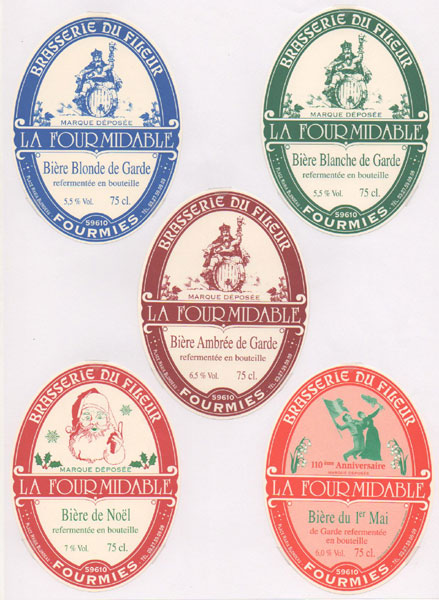 BRASSERIE DU FILEUR
MARQUE DÉPOSÉE
LA FOURMIDABLE
Bière Blonde de Garde
refermentée en bouteille
5,5 % Vol. 75 cl.
59610
FOURMIES
BRASSERIE DU FILEUR
MARQUE DÉPOSÉE
LA FOURMIDABLE
Bière Blanche de Garde
refermentée en bouteille
5,5 % Vol. 75 cl.
59610
FOURMIES
BRASSERIE DU FILEUR
MARQUE DÉPOSÉE
LA FOURMIDABLE
Bière Ambrée de Garde
refermentée en bouteille
6,5 % Vol. 75 cl.
59610
FOURMIES
BRASSERIE DU FILEUR
MARQUE DÉPOSÉE
LA FOURMIDABLE
Bière de Noël
refermentée en bouteille
7 % Vol. 75 cl.
59610
FOURMIES
BRASSERIE DU FILEUR
110 ème Anniversaire
MARQUE DÉPOSÉE
LA FOURMIDABLE
Bière du 1er Mai
de Garde refermentée
en bouteille
6,0 % Vol. 75 cl.
59610
FOURMIES